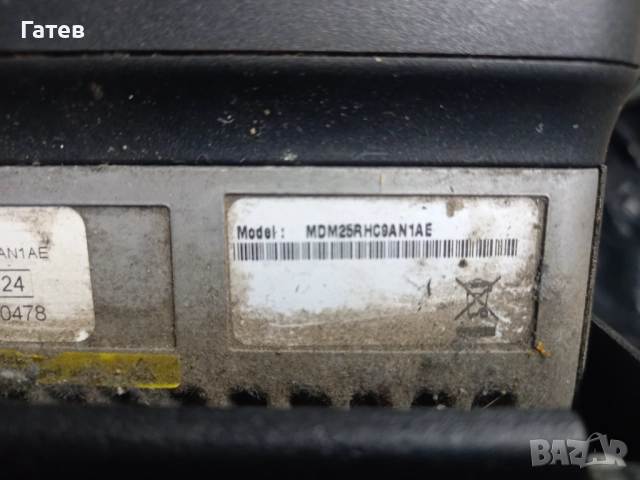 Гатев
Model : MDM25RHC9AN1AE
AN1AE
24
0478
BAZAR